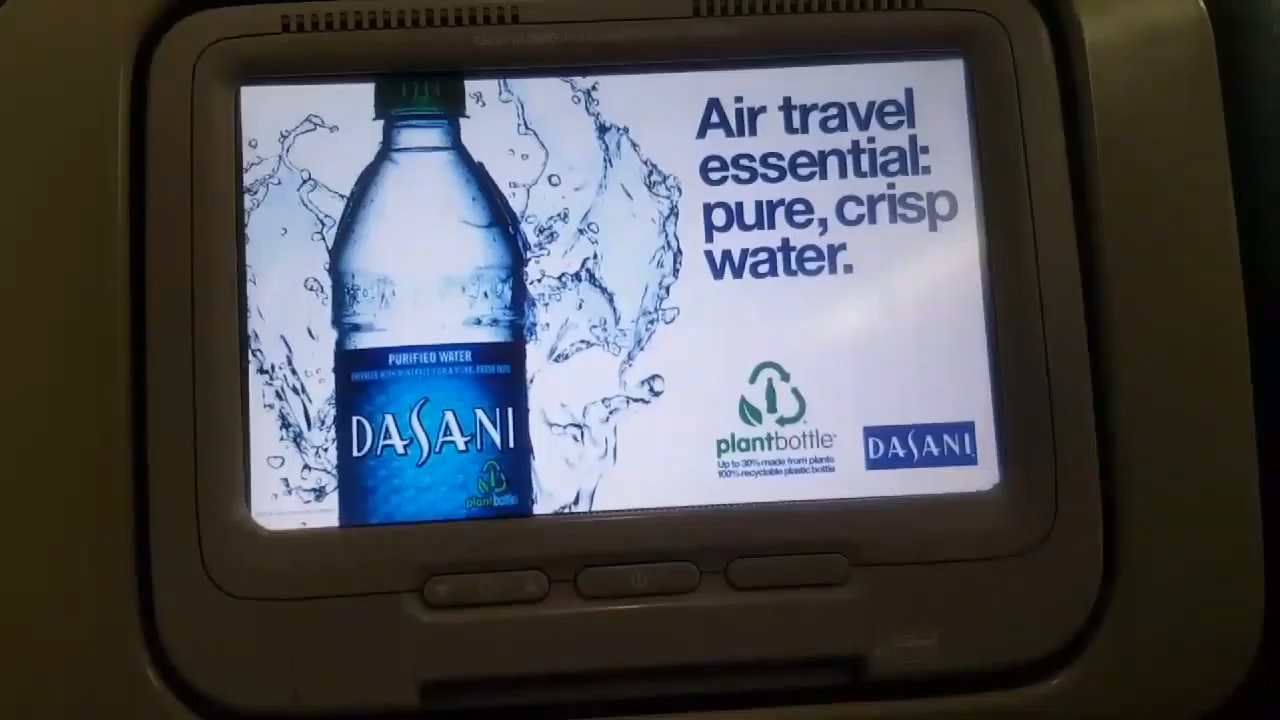 Air travel
essential:
pure, crisp
water.
PURIFIED WATER
DASANI
plantbottle
plantbottle
Up to 30% made from plants
100% recyclable plastic bottle
DASANI